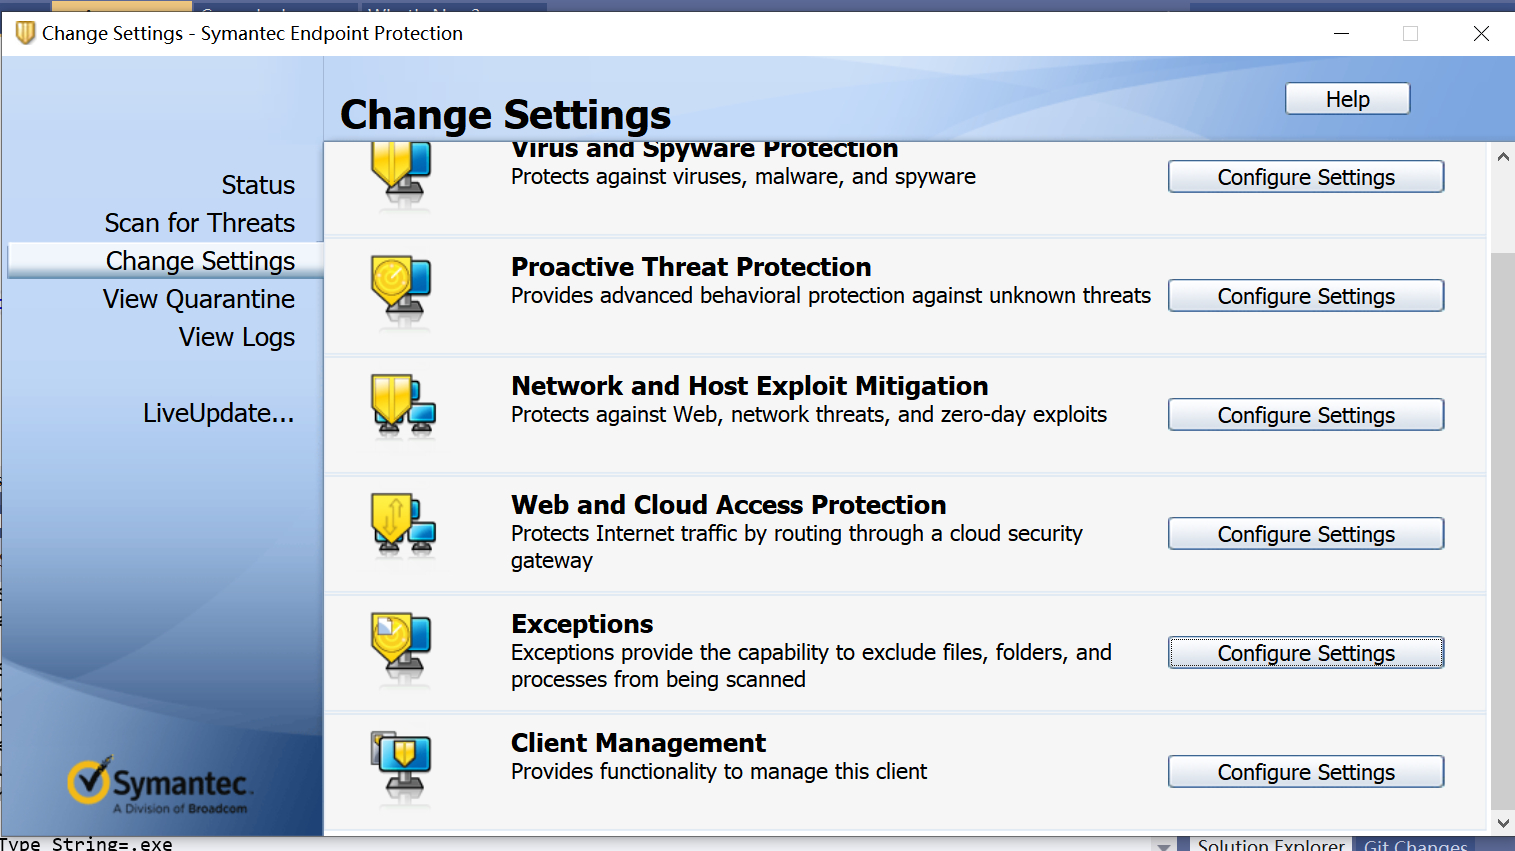 Change Settings - Symantec Endpoint Protection
Change Settings
Help
Status
Scan for Threats
Change Settings
View Quarantine
View Logs
LiveUpdate...
Virus and Spyware Protection
Protects against viruses, malware, and spyware
Configure Settings
Proactive Threat Protection
Provides advanced behavioral protection against unknown threats
Configure Settings
Network and Host Exploit Mitigation
Protects against Web, network threats, and zero-day exploits
Configure Settings
Web and Cloud Access Protection
Protects Internet traffic by routing through a cloud security
gateway
Configure Settings
Exceptions
Exceptions provide the capability to exclude files, folders, and
processes from being scanned
Configure Settings
Client Management
Provides functionality to manage this client
Configure Settings
Symantec.
A Division of Broadcom
Type String=.exe
Solution Explorer
Git Changes